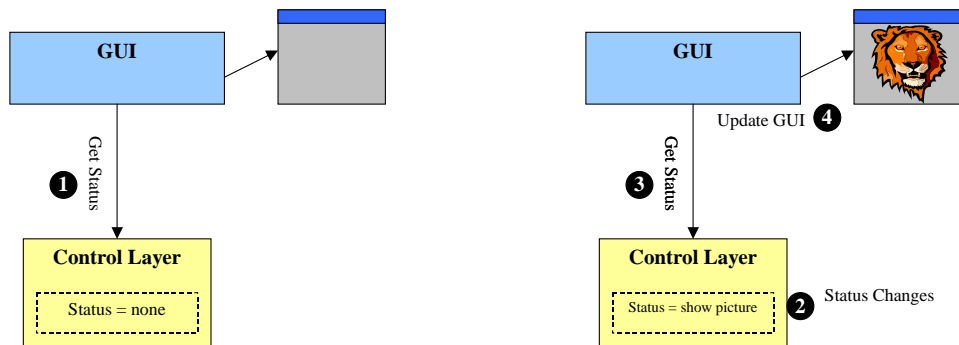 GUI
1
Get Status
Control Layer
Status = none
GUI
Update GUI 4
3
Get Status
Control Layer
Status = show picture
2
Status Changes